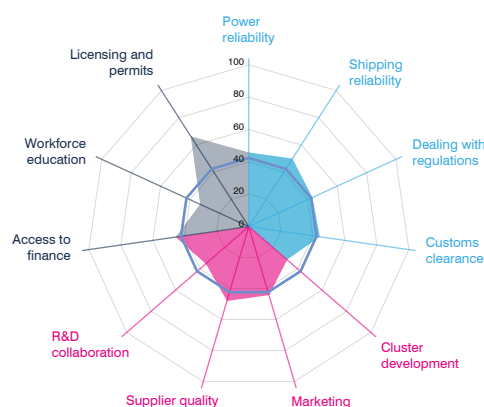 Power
reliability
Licensing and
permits
Shipping
reliability
100
80
60
40
20
0
Workforce
education
Dealing with
regulations
Access to
finance
Customs
clearance
R&D
collaboration
Cluster
development
Supplier quality
Marketing